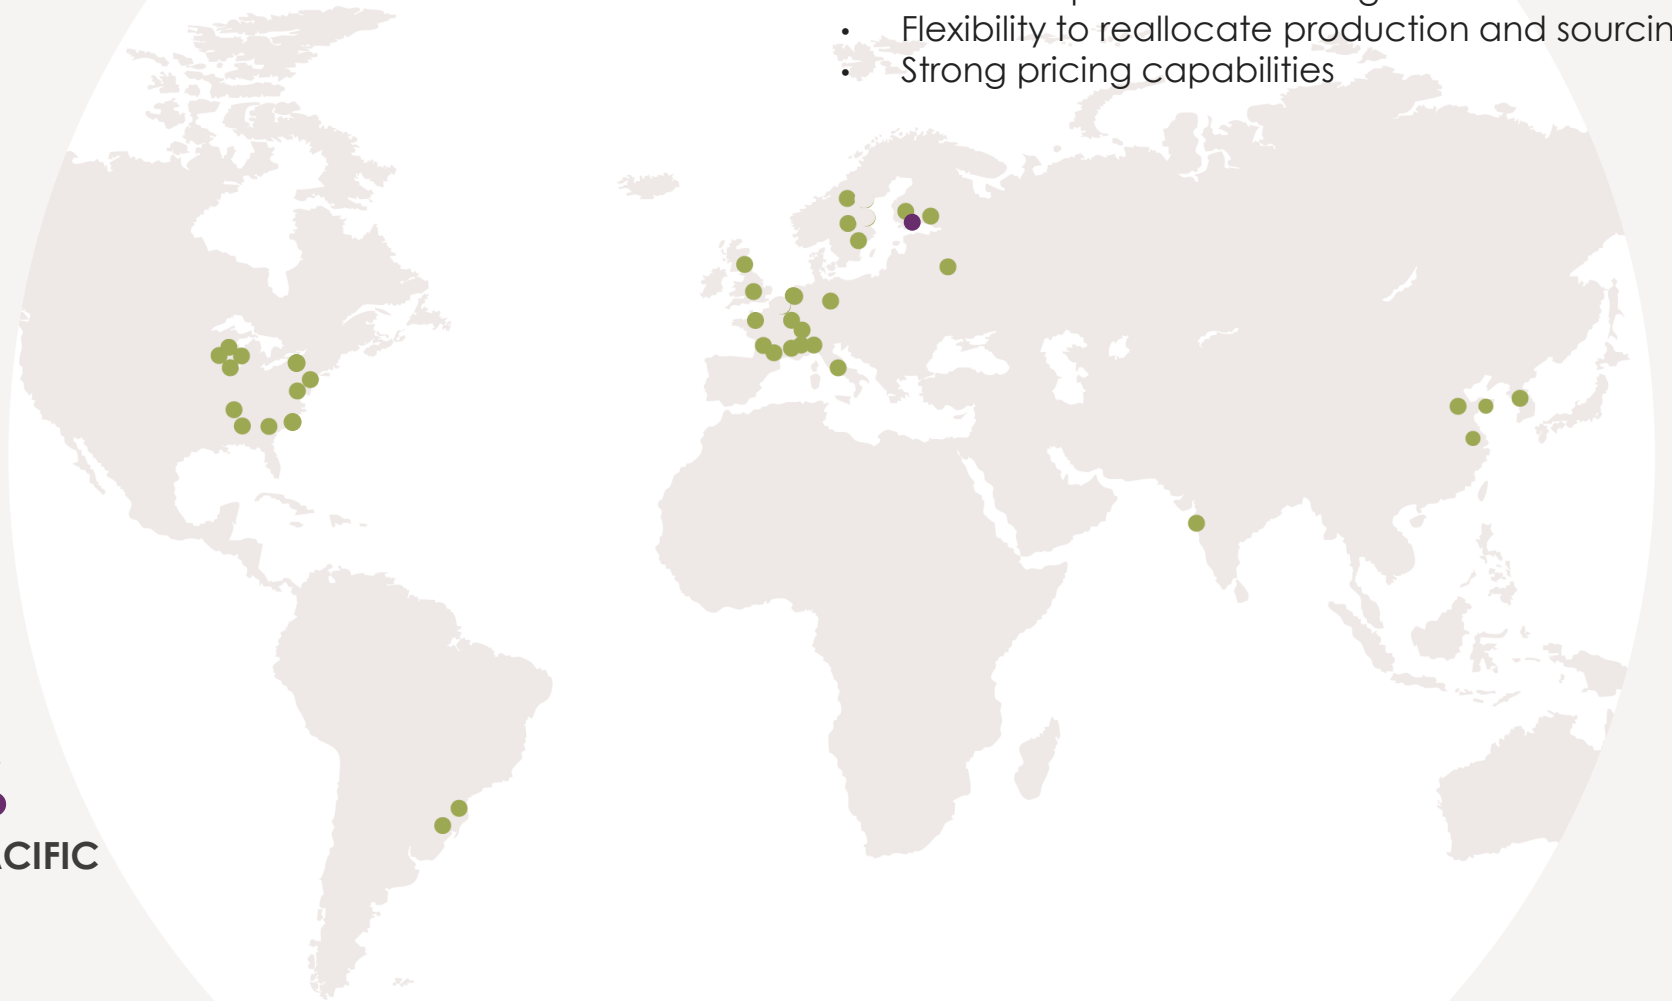 Flexibility to reallocate production and sourcin
Strong pricing capabilities
CIFIC